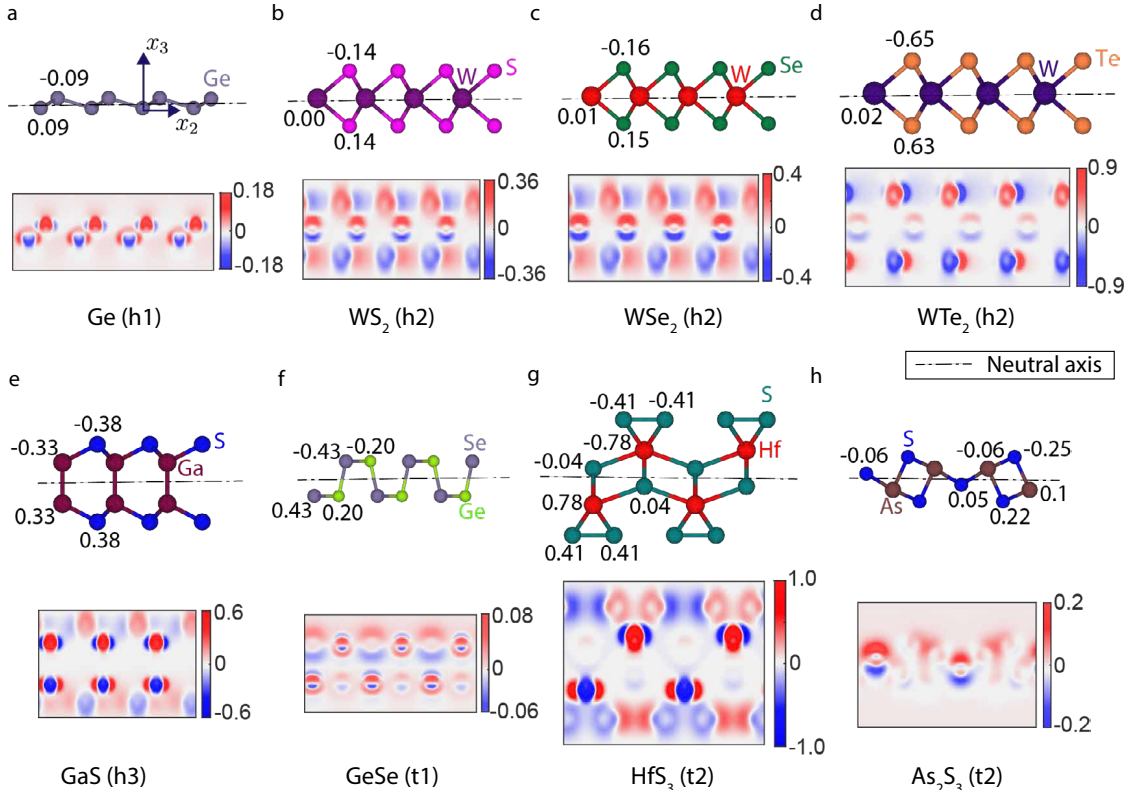 a
b
c
d
x₃
-0.09
Ge
0.09
x₂
-0.14
W
S
0.00
0.14
-0.16
W
Se
0.01
0.15
-0.65
W
Te
0.02
0.63
0.18
0
-0.18
0.36
0
-0.36
0.4
0
-0.4
0.9
0
-0.9
Ge (h1)
WS₂ (h2)
WSe₂ (h2)
WTe₂ (h2)
Neutral axis
e
f
g
h
-0.38
-0.33
S
Ga
0.33
0.38
-0.43
-0.20
Se
0.43
0.20
Ge
-0.41
-0.41
S
-0.78
Hf
-0.04
0.78
0.04
0.41
0.41
-0.06
S
-0.06
-0.25
As
0.05
0.1
0.22
0.6
0
-0.6
0.08
0
-0.06
1.0
0
-1.0
0.2
0
-0.2
GaS (h3)
GeSe (t1)
HfS₃ (t2)
As₂S₃ (t2)